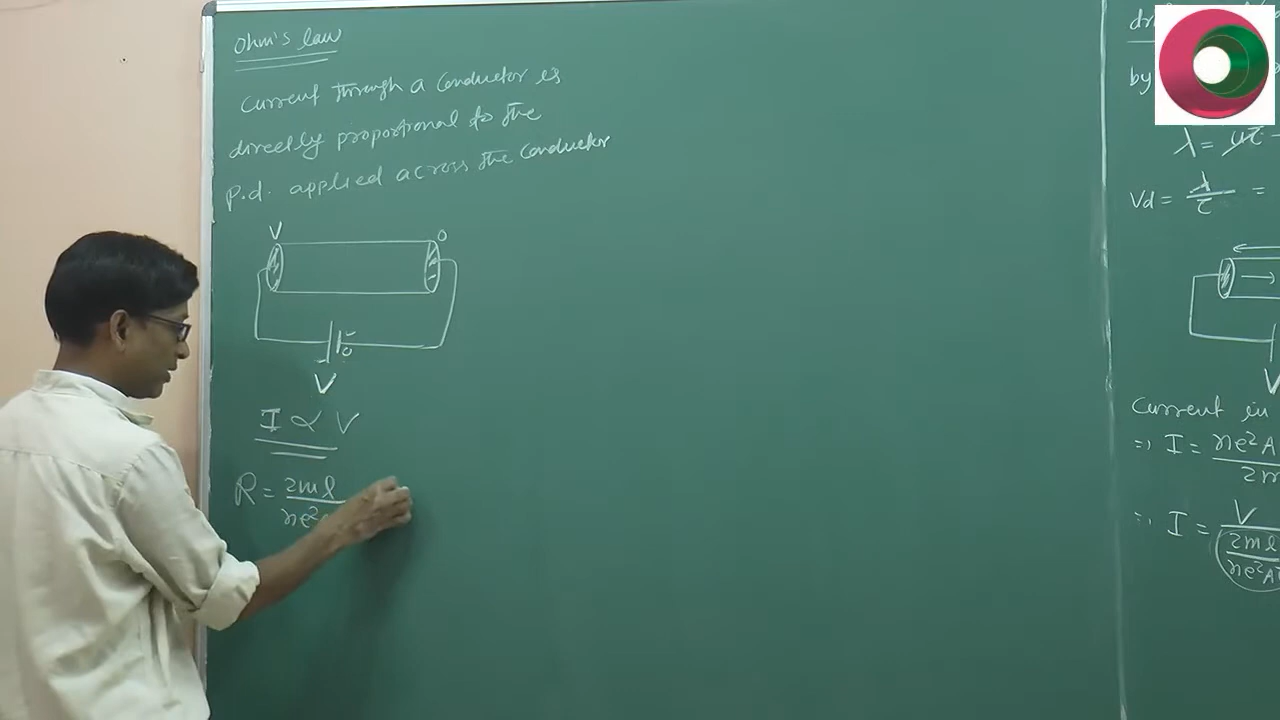 Ohm's law
Current through a conductor is
directly proportional to the
p.d. applied across the conductor
V
0
V
I ∝ V
R = 2ml
ne²
by
λ =
Vd = λ/τ =
V
Current in
⇒ I = ne²A
2m
⇒ I = V
2ml
ne²A